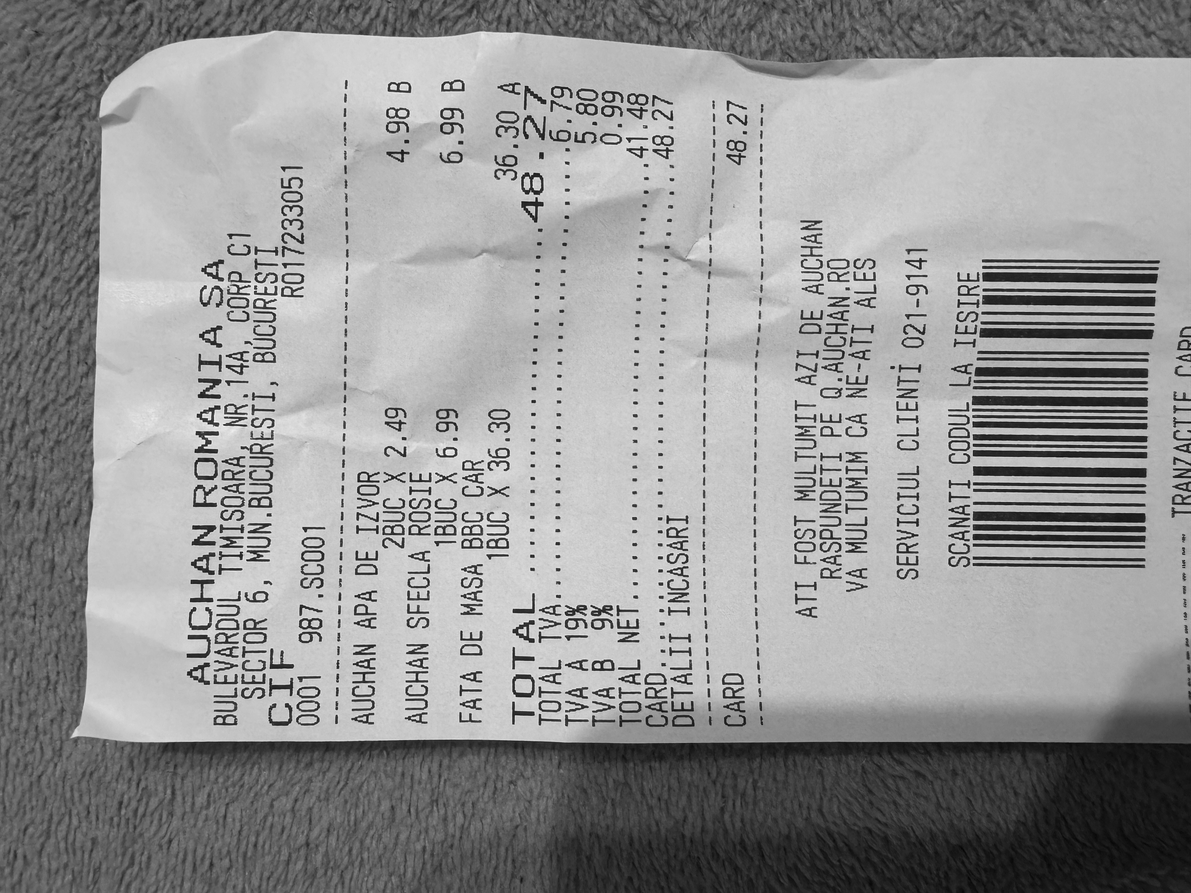 AUCHAN ROMANIA SA
BULEVARDUL TIMISOARA, NR.14A, CORP C1
SECTOR 6, MUN.BUCURESTI, BUCURESTI
CIF RO17233051
0001 987.SC001
AUCHAN APA DE IZVOR
2BUC X 2.49 4.98 B
AUCHAN SFECLA ROSIE
1BUC X 6.99 6.99 B
FATA DE MASA BBC CAR
1BUC X 36.30 36.30 A
TOTAL ............................48.27
TOTAL TVA..................................6.79
TVA A 19% 5.80
TVA B 9% 0.99
TOTAL NET.................................41.48
CARD......................................48.27
DETALII INCASARI
CARD 48.27
ATI FOST MULTUMIT AZI DE AUCHAN
RASPUNDETI PE Q.AUCHAN.RO
VA MULTUMIM CA NE-ATI ALES
SERVICIUL CLIENTİ 021-9141
SCANATI CODUL LA IESIRE
TRANZACTIE CARD